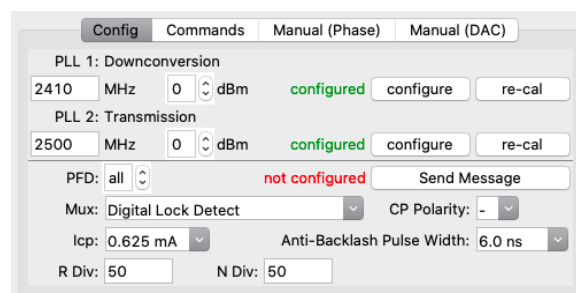 Config Commands Manual (Phase) Manual (DAC)
PLL 1: Downconversion
2410 MHz 0 dBm configured configure re-cal
PLL 2: Transmission
2500 MHz 0 dBm configured configure re-cal
PFD: all not configured Send Message
Mux: Digital Lock Detect CP Polarity: -
Icp: 0.625 mA Anti-Backlash Pulse Width: 6.0 ns
R Div: 50 N Div: 50